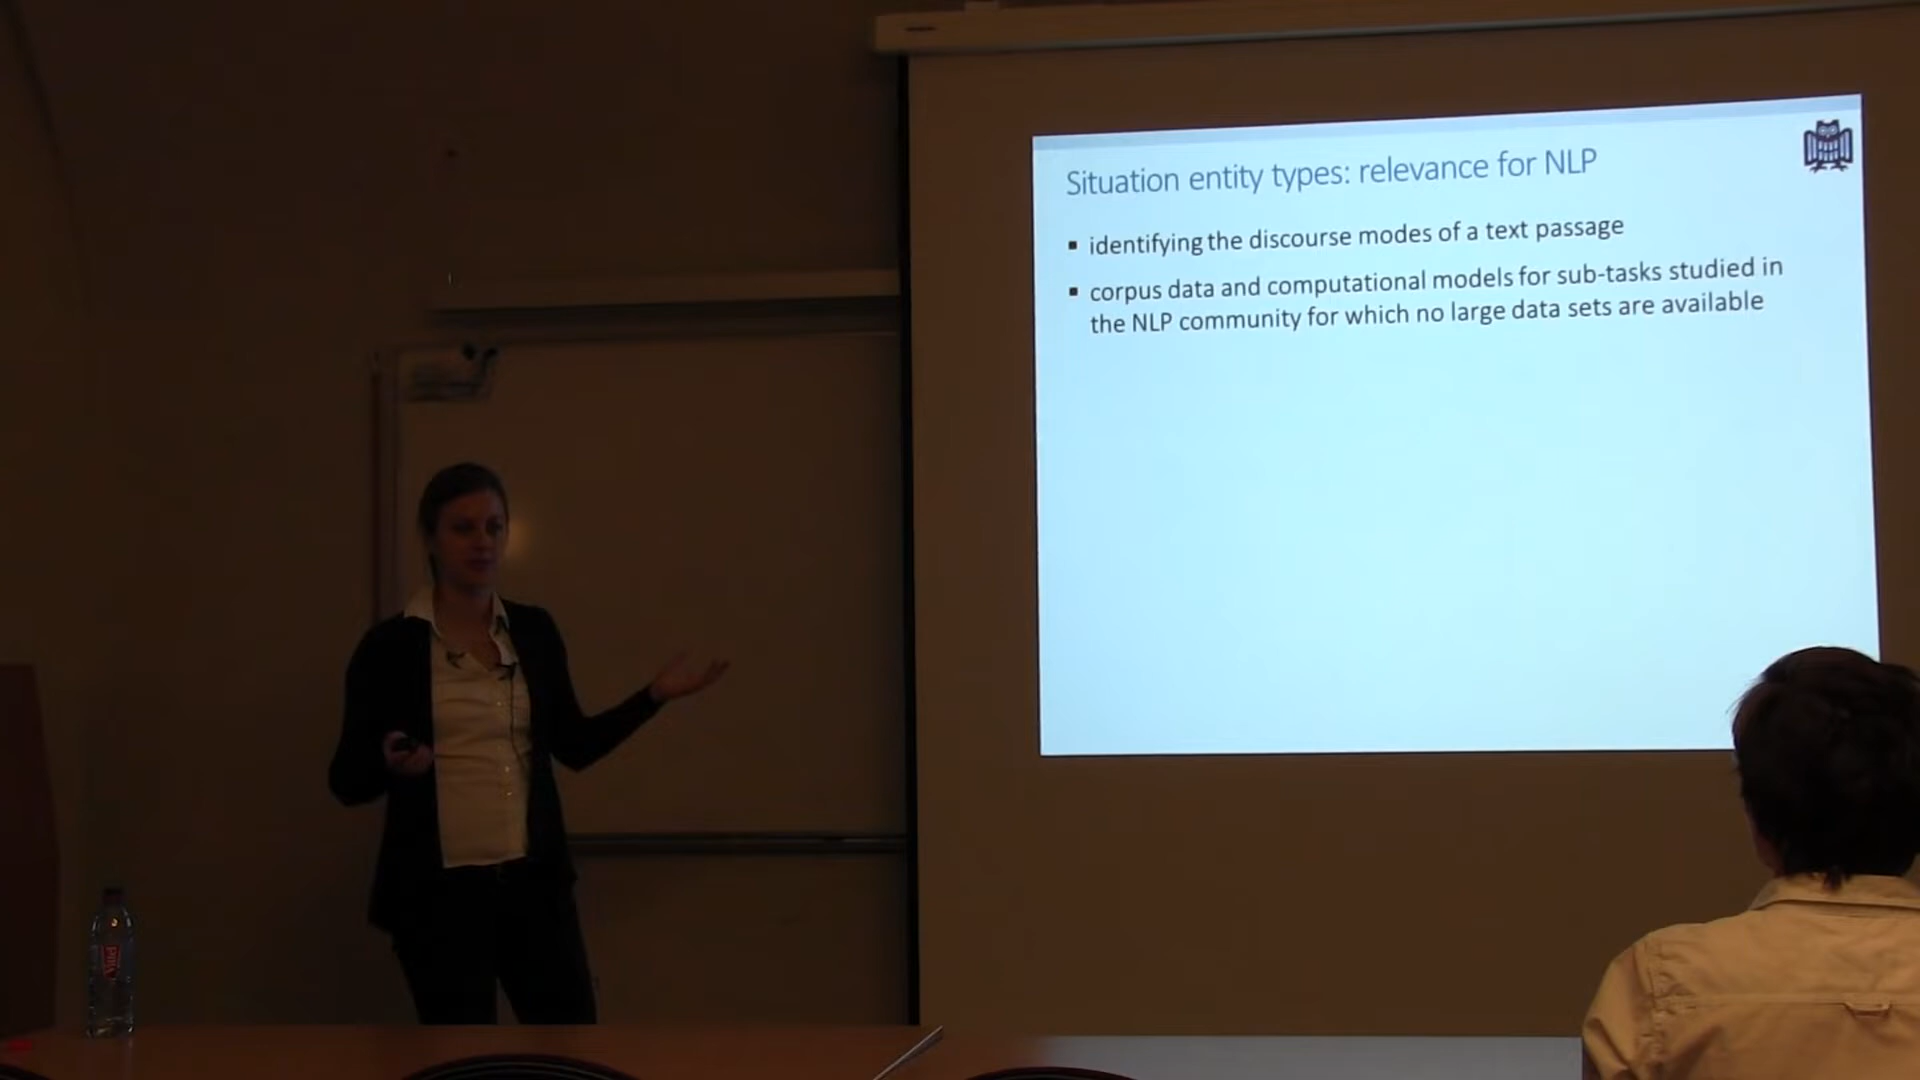 Situation entity types: relevance for NLP
▪ identifying the discourse modes of a text passage
▪ corpus data and computational models for sub-tasks studied in
the NLP community for which no large data sets are available
Vittel